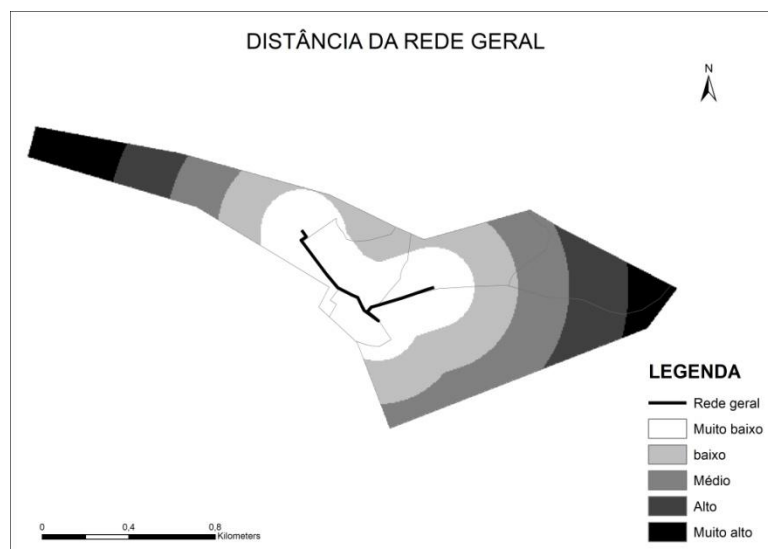 DISTÂNCIA DA REDE GERAL
N
LEGENDA
Rede geral
Muito baixo
baixo
Médio
Alto
Muito alto
0 0,4 0,8
Kilometers